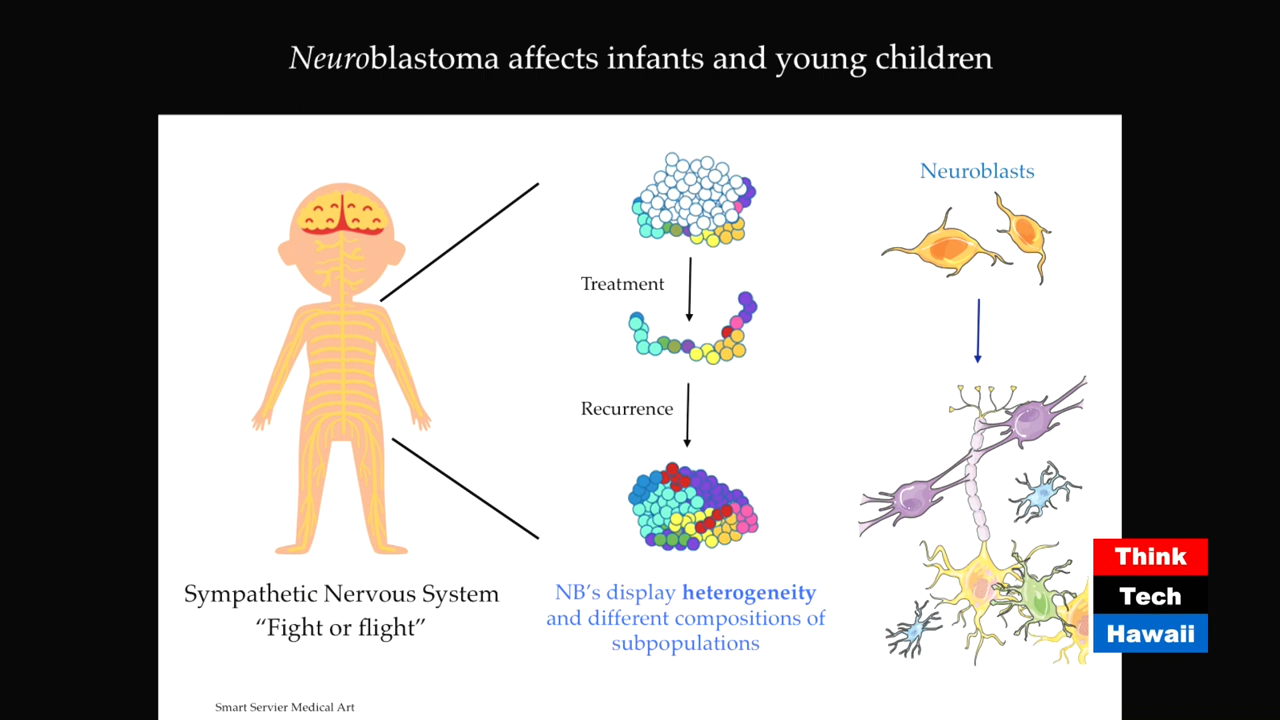 Neuroblastoma affects infants and young children
Neuroblasts
Treatment
Recurrence
Sympathetic Nervous System
“Fight or flight”
NB’s display heterogeneity
and different compositions of
subpopulations
Think
Tech
Hawaii
Smart Servier Medical Art